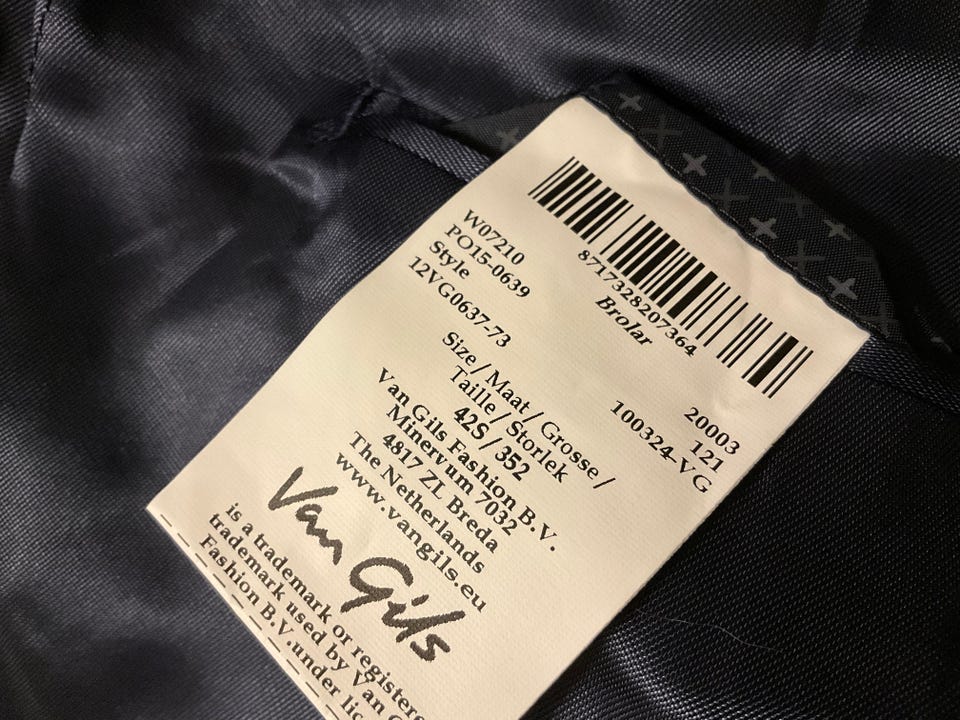 8717328207364
Brolar
W07210
PO15-0639
Style
12VG0637-73
20003
121
100324-VG
Size / Maat / Grosse /
Taille / Storlek /
42S / 352
Van Gils Fashion B.V.
Minervum 7032
4817 ZL Breda
The Netherlands
www.vangils.eu
Van Gils
is a trademark or registere
trademark used by Van G
Fashion B.V.under lic